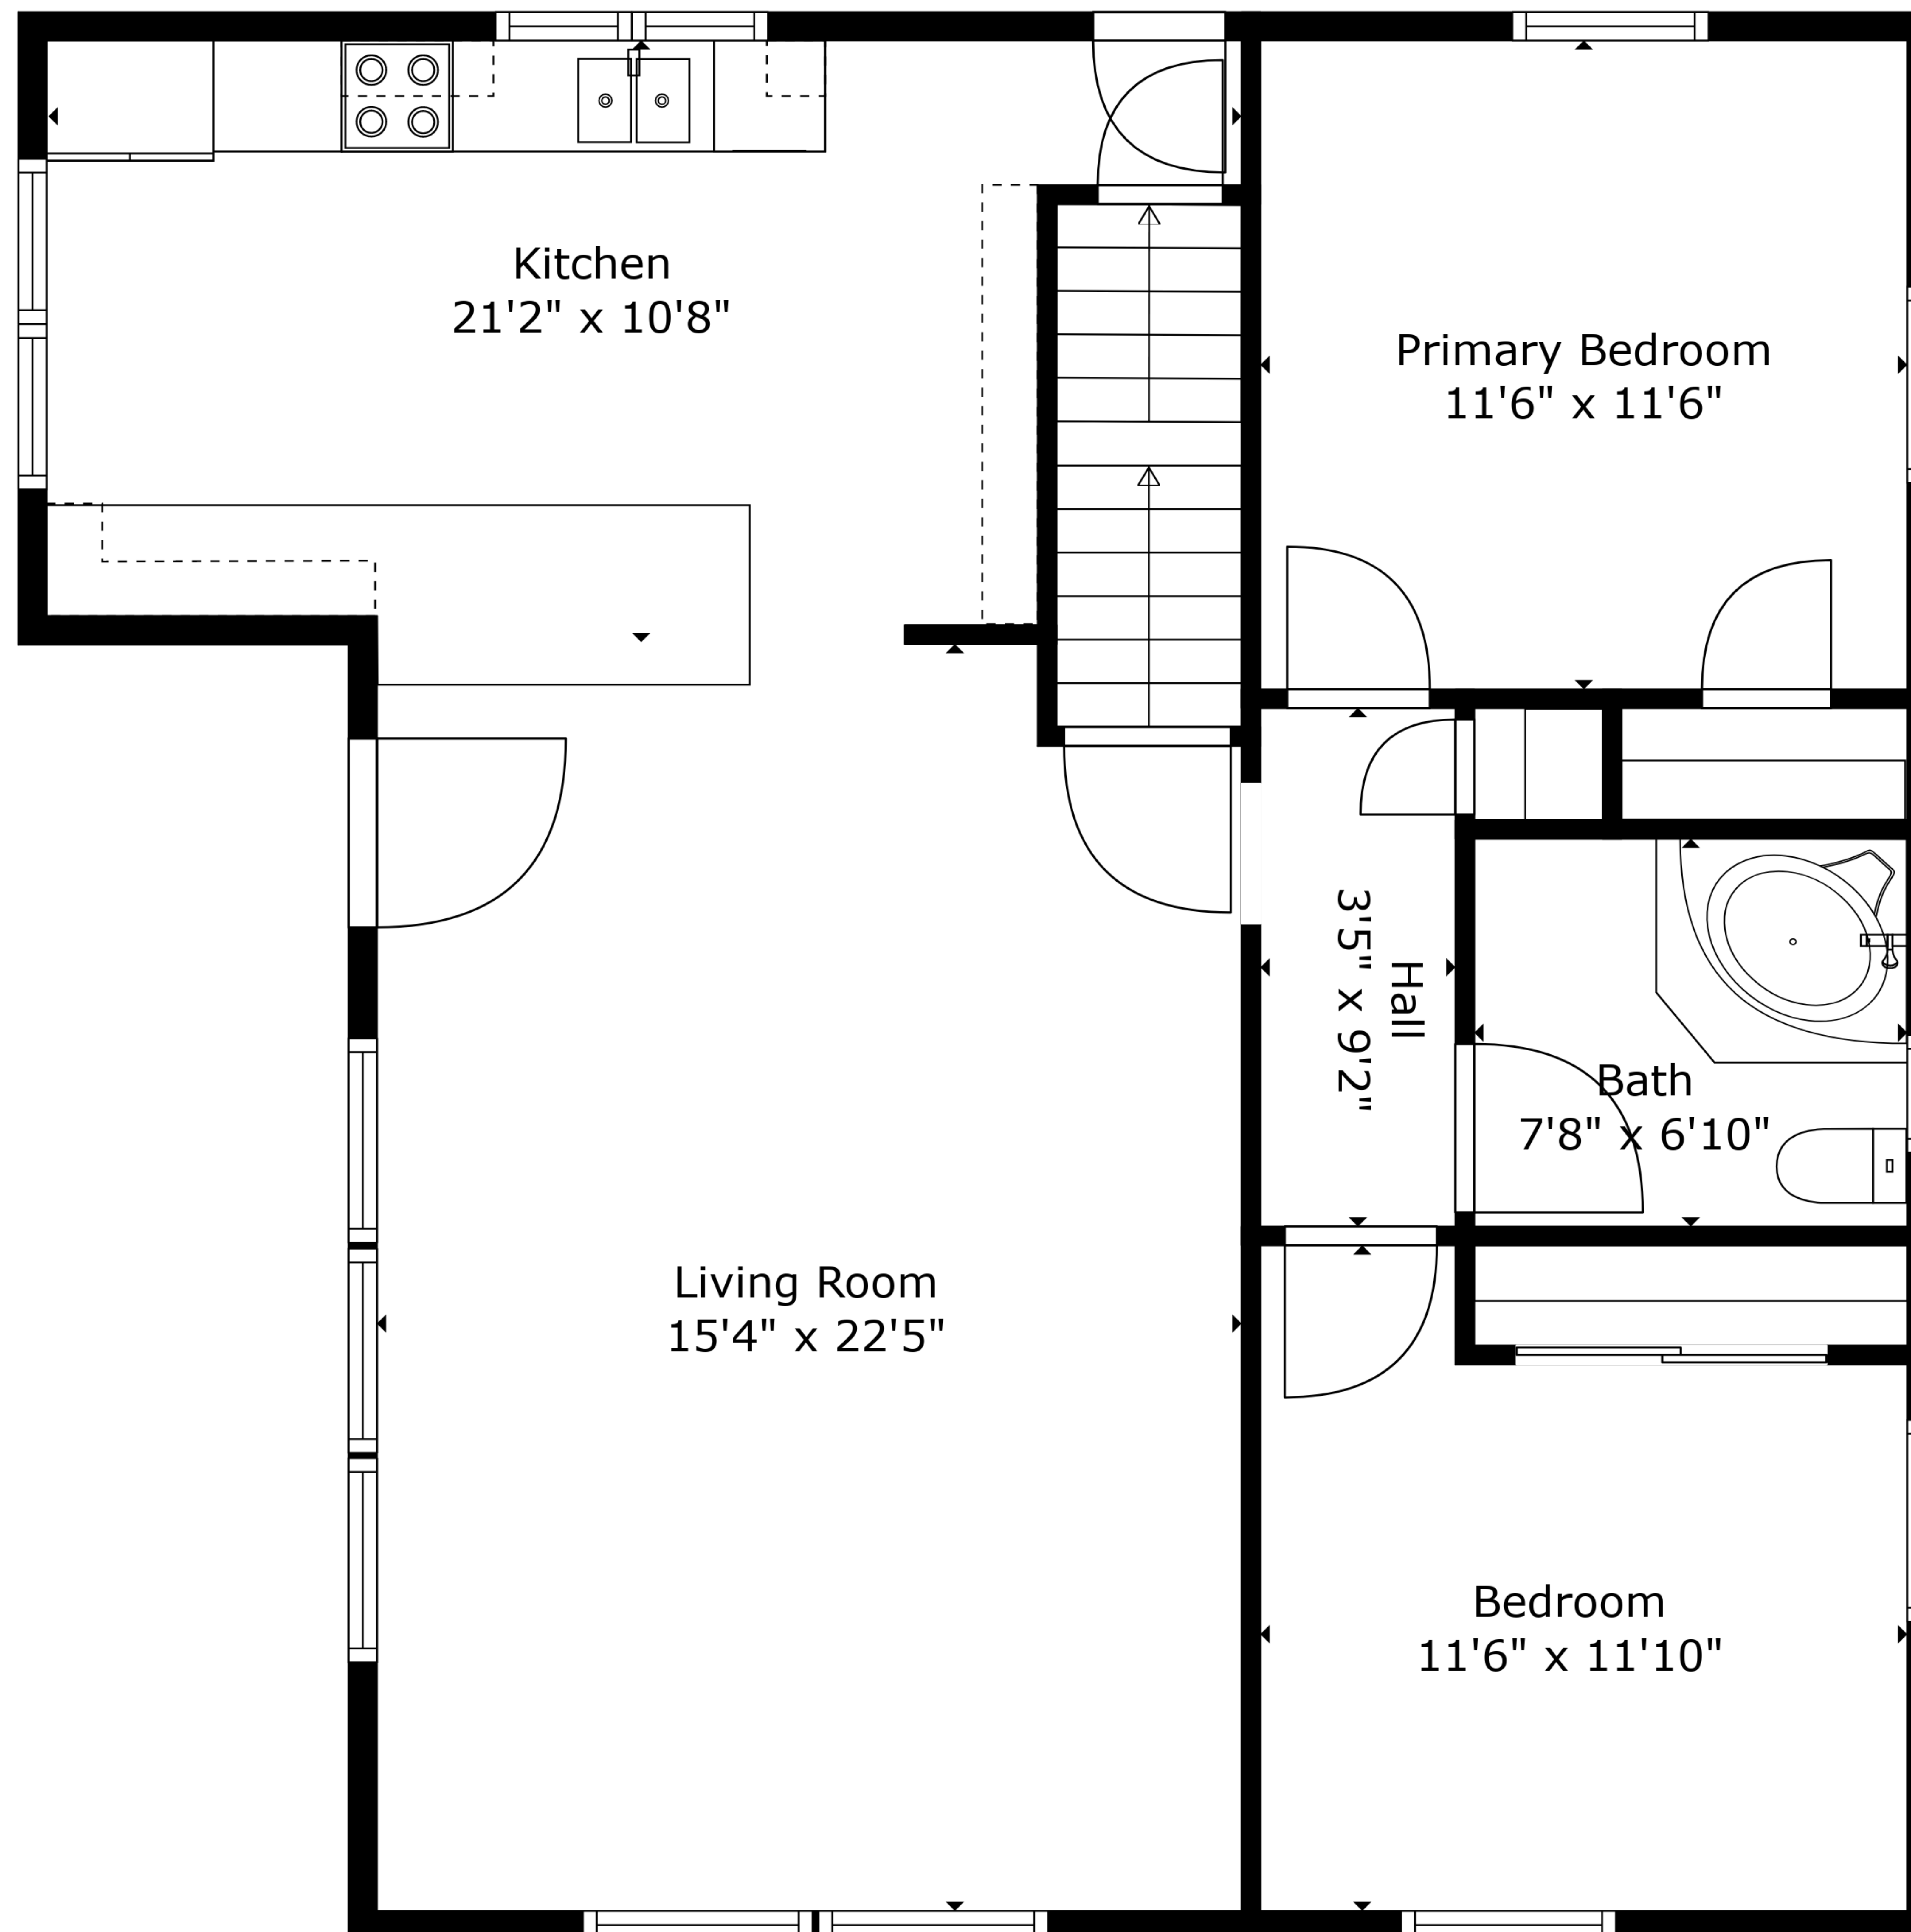 Kitchen
21'2" x 10'8"
Primary Bedroom
11'6" x 11'6"
Hall
3'5" x 9'2"
Bath
7'8" x 6'10"
Living Room
15'4" x 22'5"
Bedroom
11'6" x 11'10"